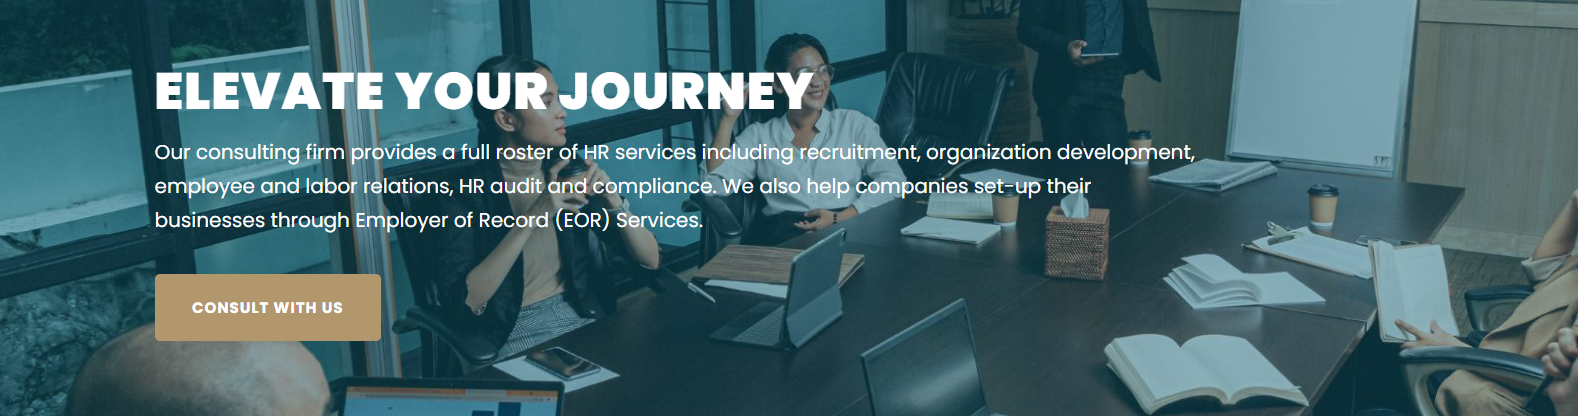 ELEVATE YOUR JOURNEY
Our consulting firm provides a full roster of HR services including recruitment, organization development,
employee and labor relations, HR audit and compliance. We also help companies set-up their
businesses through Employer of Record (EOR) Services.
CONSULT WITH US